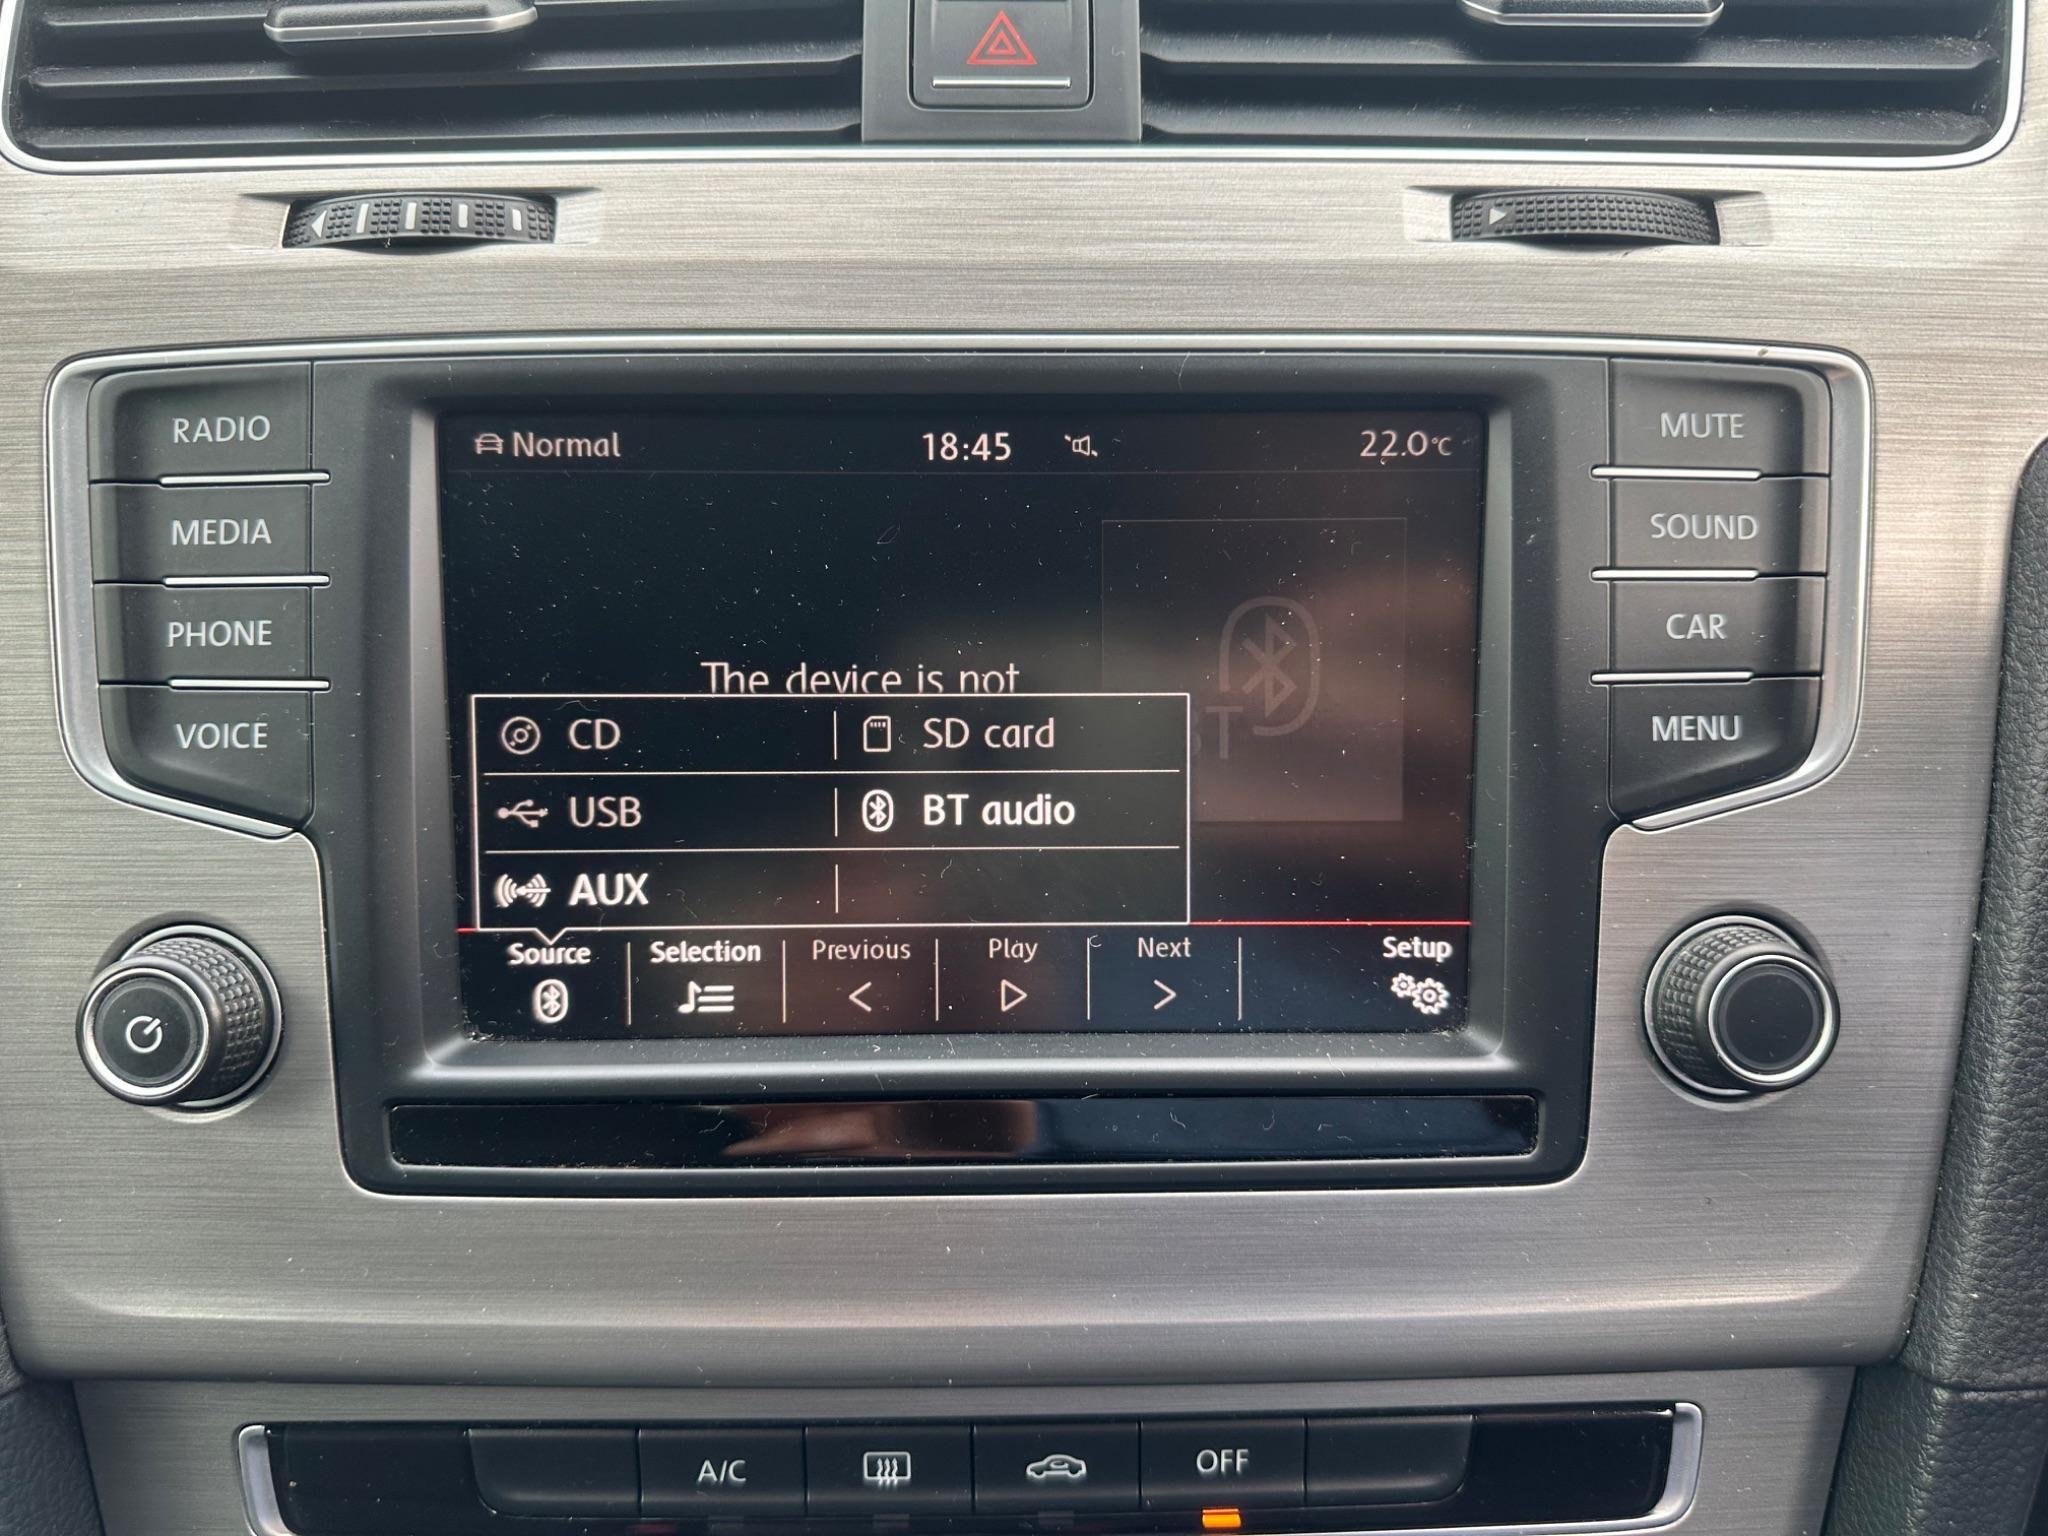 RADIO
MEDIA
PHONE
VOICE
Normal
18:45
22.0°C
The device is not
BT
CD
SD card
USB
BT audio
AUX
Source
Selection
Previous
Play
Next
Setup
MUTE
SOUND
CAR
MENU
A/C
OFF